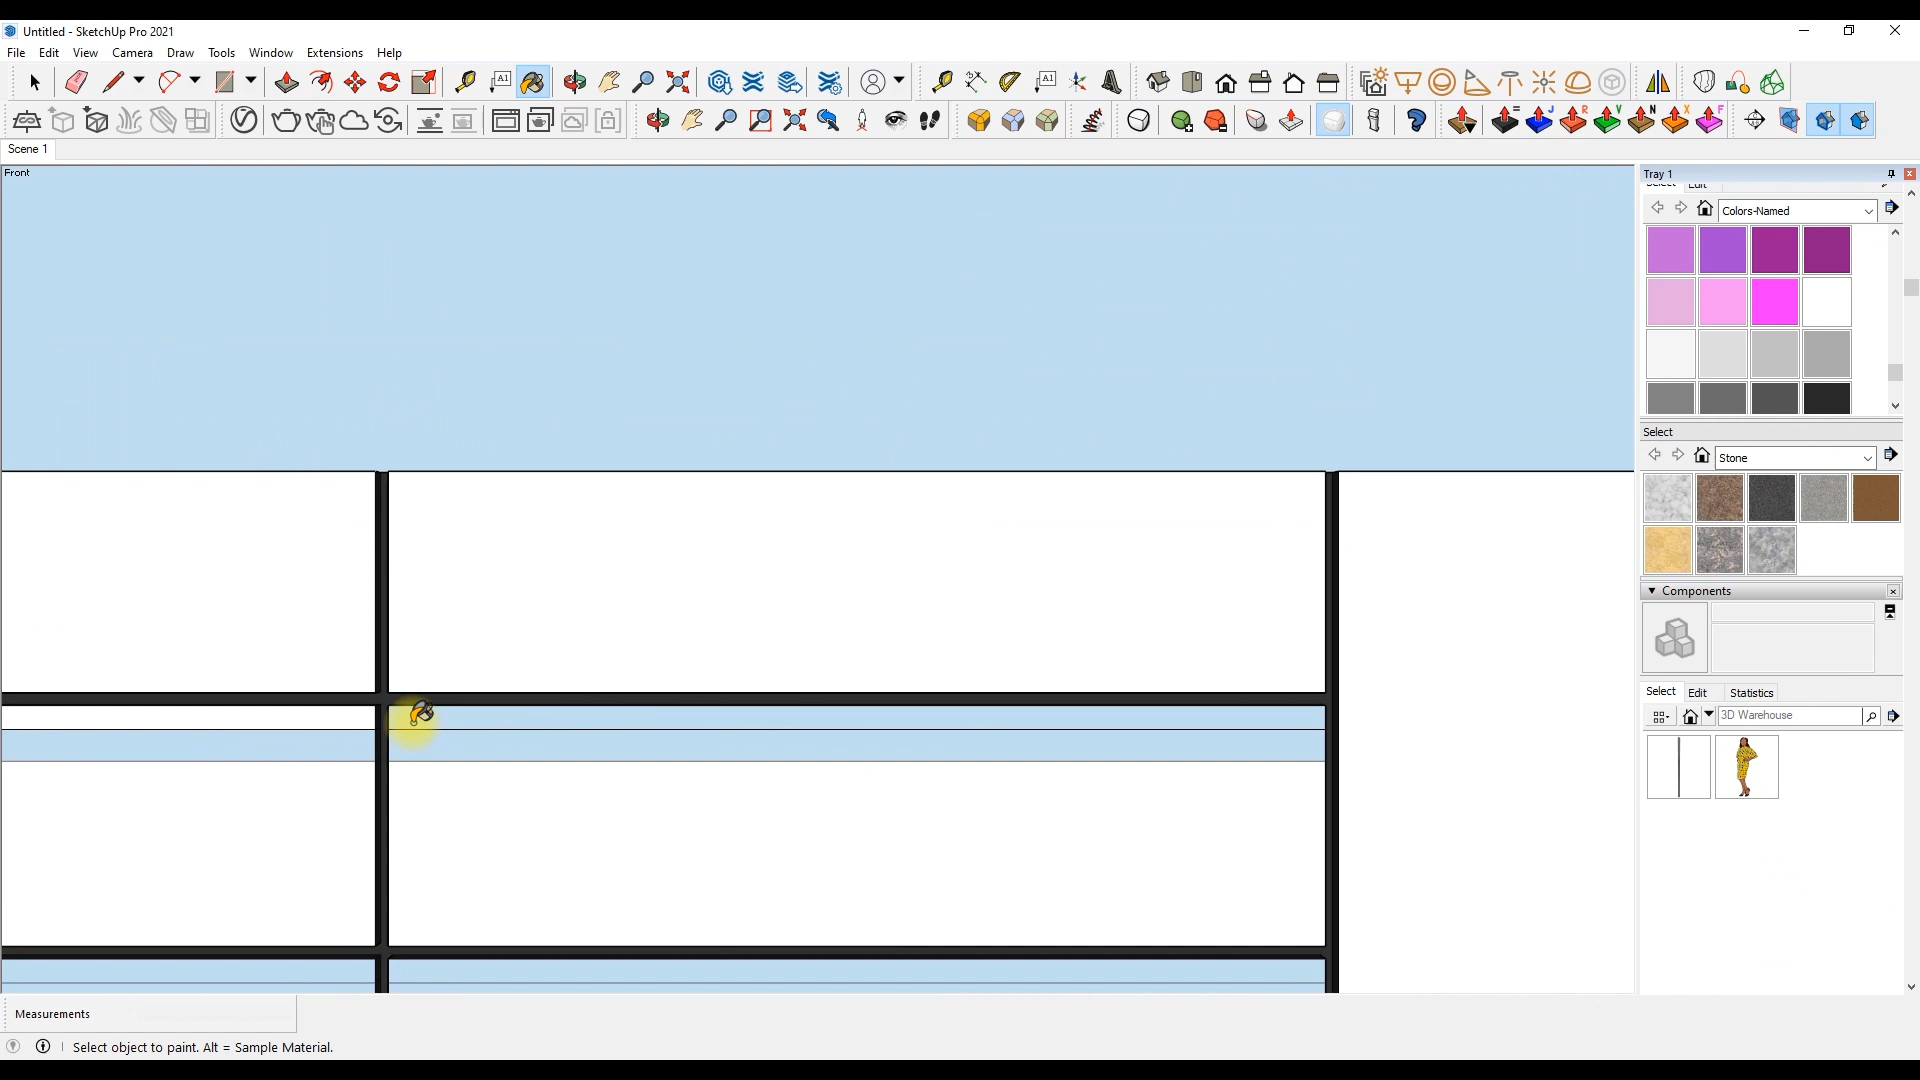 Untitled - SketchUp Pro 2021
File Edit View Camera Draw Tools Window Extensions Help
Scene 1
Front
Tray 1
Colors-Named
Select
Stone
Components
Select Edit Statistics
3D Warehouse
Measurements
Select object to paint. Alt = Sample Material.